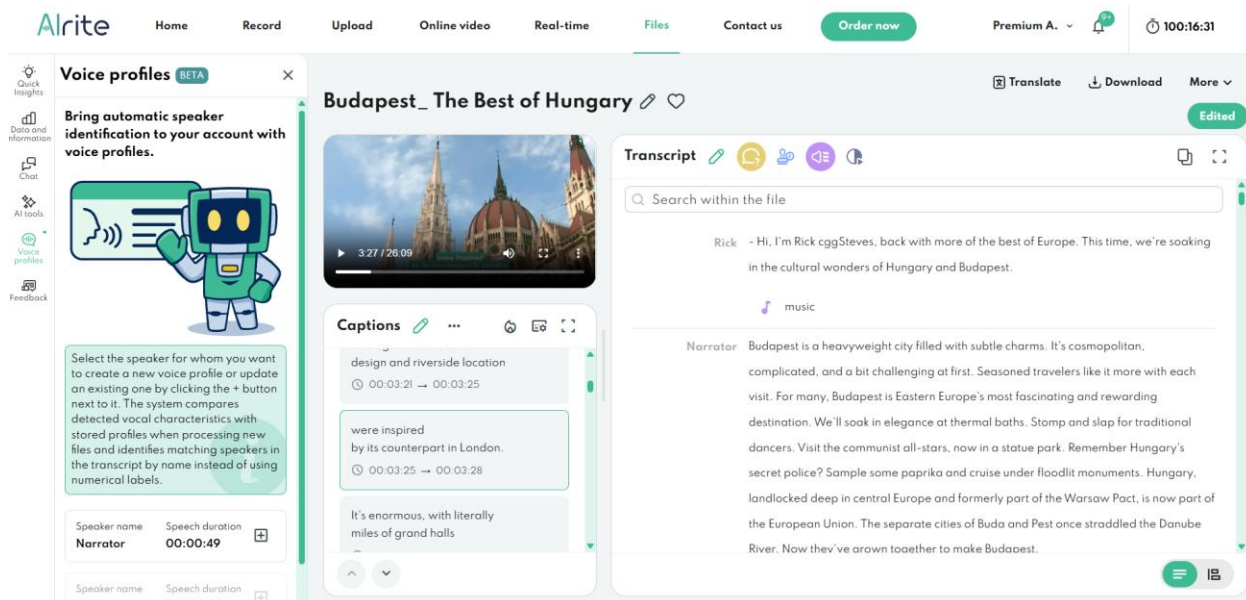 AIrite
Home
Record
Upload
Online video
Real-time
Files
Contact us
Order now
Premium A.
9+
100:16:31
Quick
Insights
Data and
nformation
Chat
AI tools
Voice
profiles
Feedback
Voice profiles BETA
Bring automatic speaker
identification to your account with
voice profiles.
Select the speaker for whom you want
to create a new voice profile or update
an existing one by clicking the + button
next to it. The system compares
detected vocal characteristics with
stored profiles when processing new
files and identifies matching speakers in
the transcript by name instead of using
numerical labels.
Speaker name Speech duration
Narrator 00:00:49
Speaker name Speech duration
Budapest_ The Best of Hungary
Translate
Download
More
Edited
3:27 / 26:09
Captions
design and riverside location
00:03:21 → 00:03:25
were inspired
by its counterpart in London.
00:03:25 → 00:03:28
It's enormous, with literally
miles of grand halls
Transcript
Search within the file
Rick - Hi, I'm Rick cggSteves, back with more of the best of Europe. This time, we're soaking
in the cultural wonders of Hungary and Budapest.
music
Narrator Budapest is a heavyweight city filled with subtle charms. It's cosmopolitan,
complicated, and a bit challenging at first. Seasoned travelers like it more with each
visit. For many, Budapest is Eastern Europe's most fascinating and rewarding
destination. We'll soak in elegance at thermal baths. Stomp and slap for traditional
dancers. Visit the communist all-stars, now in a statue park. Remember Hungary's
secret police? Sample some paprika and cruise under floodlit monuments. Hungary,
landlocked deep in central Europe and formerly part of the Warsaw Pact, is now part of
the European Union. The separate cities of Buda and Pest once straddled the Danube
River. Now they've grown together to make Budapest.